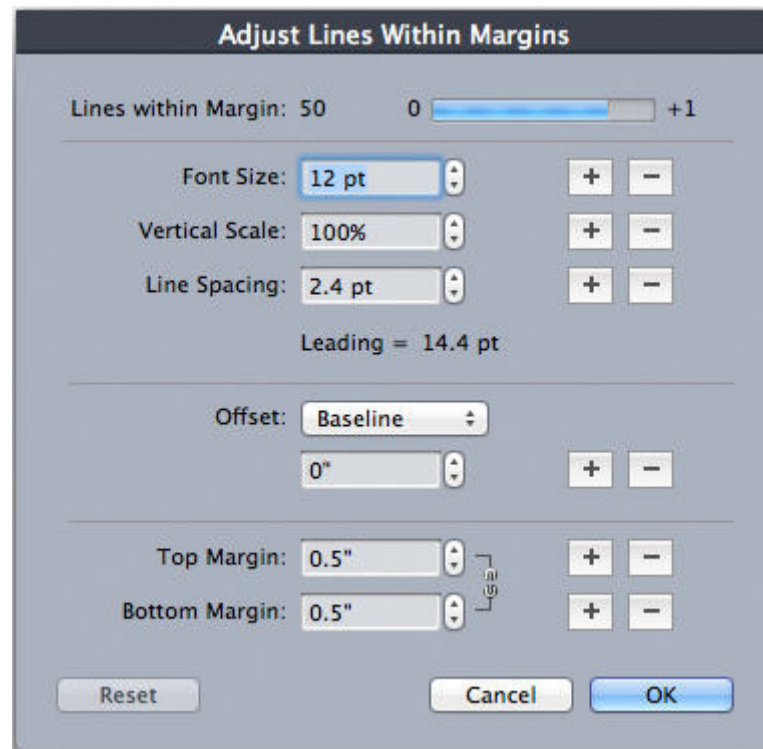 Adjust Lines Within Margins
Lines within Margin: 50 0 +1
Font Size: 12 pt + −
Vertical Scale: 100% + −
Line Spacing: 2.4 pt + −
Leading = 14.4 pt
Offset: Baseline
0" + −
Top Margin: 0.5" + −
Bottom Margin: 0.5" + −
Reset Cancel OK